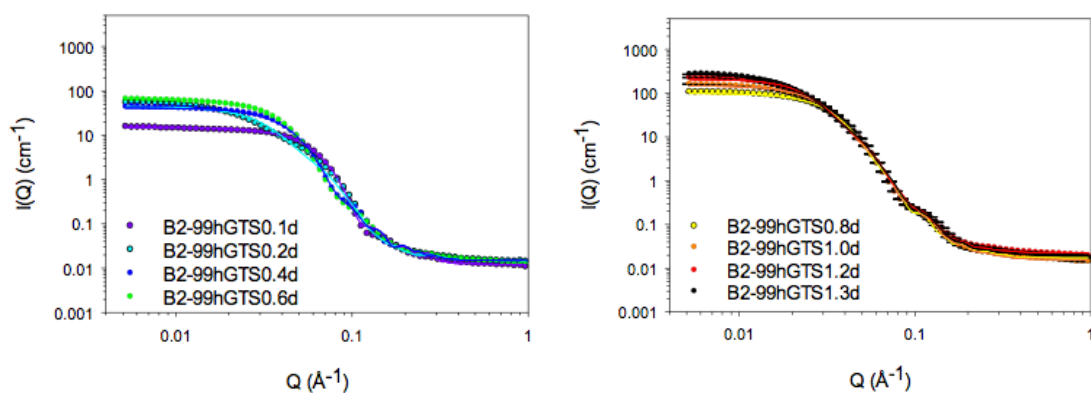 I(Q) (cm-1)
1000
100
10
1
0.1
0.01
0.001
B2-99hGTS0.1d
B2-99hGTS0.2d
B2-99hGTS0.4d
B2-99hGTS0.6d
0.01 0.1 1
Q (Å-1)
I(Q) (cm-1)
1000
100
10
1
0.1
0.01
0.001
B2-99hGTS0.8d
B2-99hGTS1.0d
B2-99hGTS1.2d
B2-99hGTS1.3d
0.01 0.1 1
Q (Å-1)